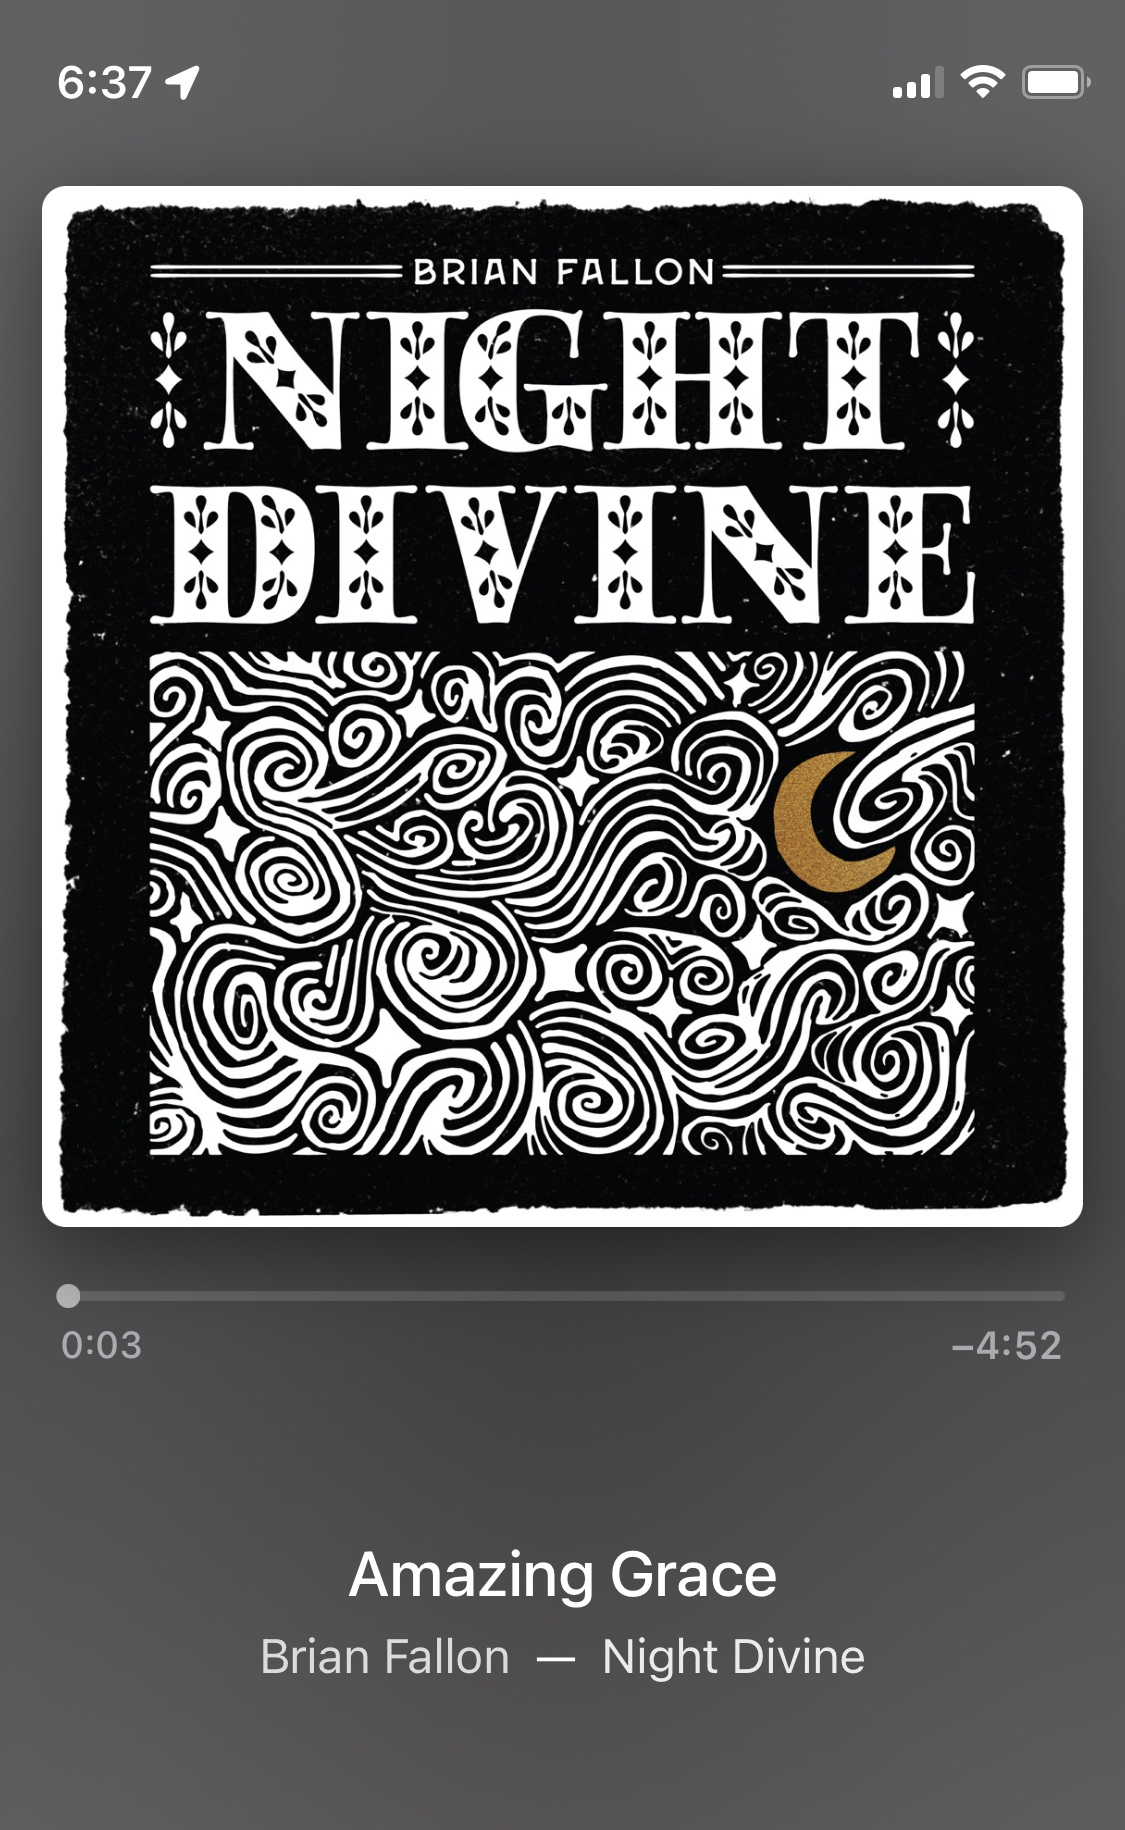 6:37
BRIAN FALLON
NIGHT
DIVINE
0:03
–4:52
Amazing Grace
Brian Fallon — Night Divine